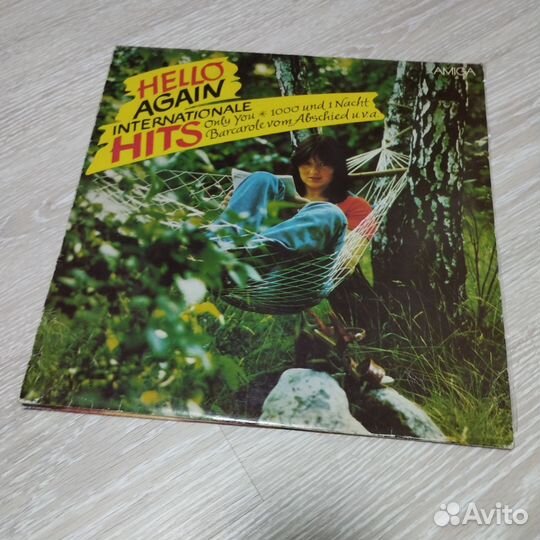 HELLO
AGAIN
INTERNATIONALE
HITS
Only You * 1000 und 1 Nacht
Barcarole vom Abschied u.v.a.
AMIGA
Avito